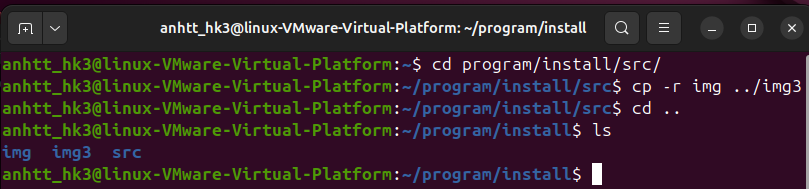 anhtt_hk3@linux-VMware-Virtual-Platform: ~/program/install
anhtt_hk3@linux-VMware-Virtual-Platform:~$ cd program/install/src/
anhtt_hk3@linux-VMware-Virtual-Platform:~/program/install/src$ cp -r img ../img3
anhtt_hk3@linux-VMware-Virtual-Platform:~/program/install/src$ cd ..
anhtt_hk3@linux-VMware-Virtual-Platform:~/program/install$ ls
img  img3  src
anhtt_hk3@linux-VMware-Virtual-Platform:~/program/install$